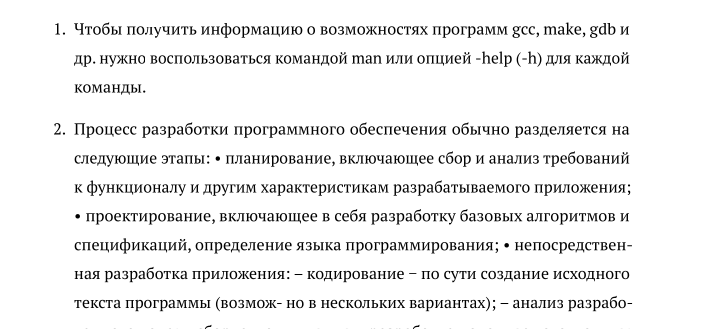 1. Чтобы получить информацию о возможностях программ gcc, make, gdb и
др. нужно воспользоваться командой man или опцией -help (-h) для каждой
команды.
2. Процесс разработки программного обеспечения обычно разделяется на
следующие этапы: • планирование, включающее сбор и анализ требований
к функционалу и другим характеристикам разрабатываемого приложения;
• проектирование, включающее в себя разработку базовых алгоритмов и
спецификаций, определение языка программирования; • непосредствен-
ная разработка приложения: – кодирование − по сути создание исходного
текста программы (возмож- но в нескольких вариантах); – анализ разрабо-